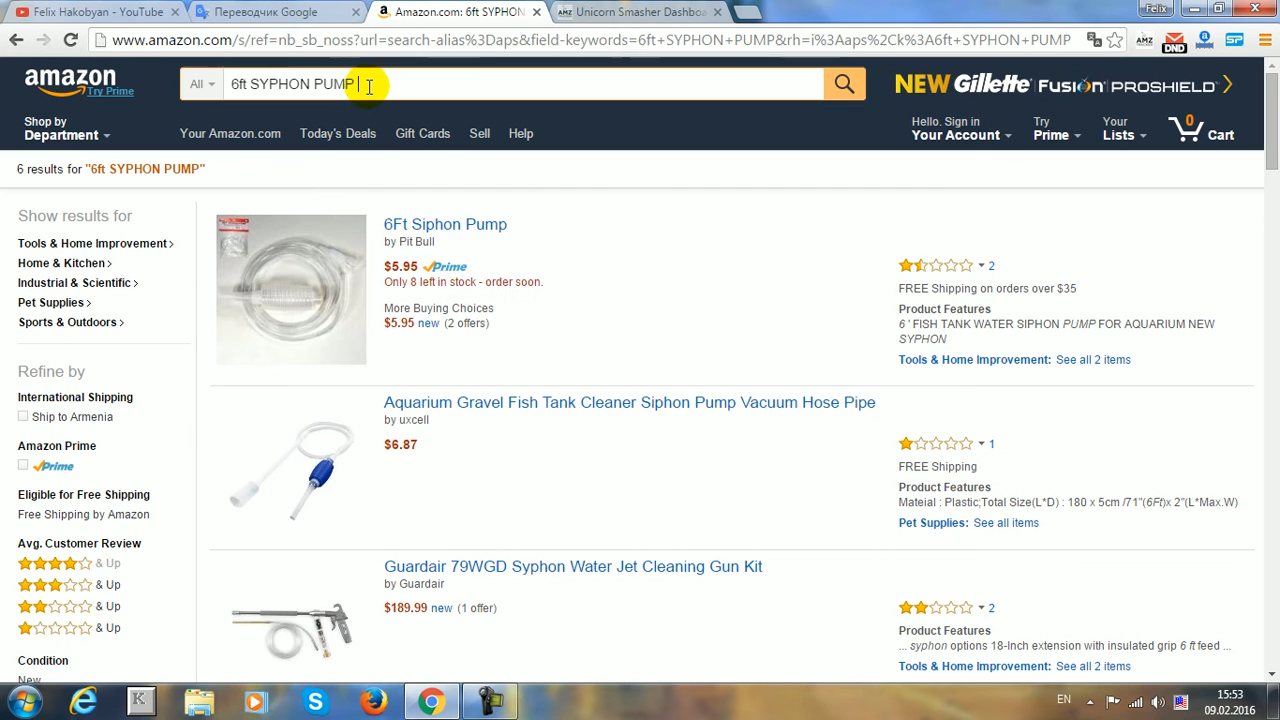 Felix Hakobyan - YouTube
Переводчик Google
Amazon.com: 6ft SYPHON
Unicorn Smasher Dashboa
Felix
www.amazon.com/s/ref=nb_sb_noss?url=search-alias%3Daps&field-keywords=6ft+SYPHON+PUMP&rh=i%3Aaps%2Ck%3A6ft+SYPHON+PUMP
AMZ
DND
SP
amazon
Try Prime
All
6ft SYPHON PUMP
NEW Gillette FUSION PROSHIELD
Shop by
Department
Your Amazon.com
Today's Deals
Gift Cards
Sell
Help
Hello. Sign in
Your Account
Try
Prime
Your
Lists
0
Cart
6 results for "6ft SYPHON PUMP"
Show results for
Tools & Home Improvement
Home & Kitchen
Industrial & Scientific
Pet Supplies
Sports & Outdoors
Refine by
International Shipping
Ship to Armenia
Amazon Prime
Prime
Eligible for Free Shipping
Free Shipping by Amazon
Avg. Customer Review
& Up
& Up
& Up
& Up
Condition
New
6Ft Siphon Pump
by Pit Bull
$5.95 Prime
Only 8 left in stock - order soon.
More Buying Choices
$5.95 new (2 offers)
2
FREE Shipping on orders over $35
Product Features
6 ' FISH TANK WATER SIPHON PUMP FOR AQUARIUM NEW
SYPHON
Tools & Home Improvement: See all 2 items
Aquarium Gravel Fish Tank Cleaner Siphon Pump Vacuum Hose Pipe
by uxcell
$6.87
1
FREE Shipping
Product Features
Mateial : Plastic;Total Size(L*D) : 180 x 5cm /71"(6Ft)x 2"(L*Max.W)
Pet Supplies: See all items
Guardair 79WGD Syphon Water Jet Cleaning Gun Kit
by Guardair
$189.99 new (1 offer)
2
Product Features
... syphon options 18-Inch extension with insulated grip 6 ft feed ...
Tools & Home Improvement: See all 2 items
EN
15:53
09.02.2016